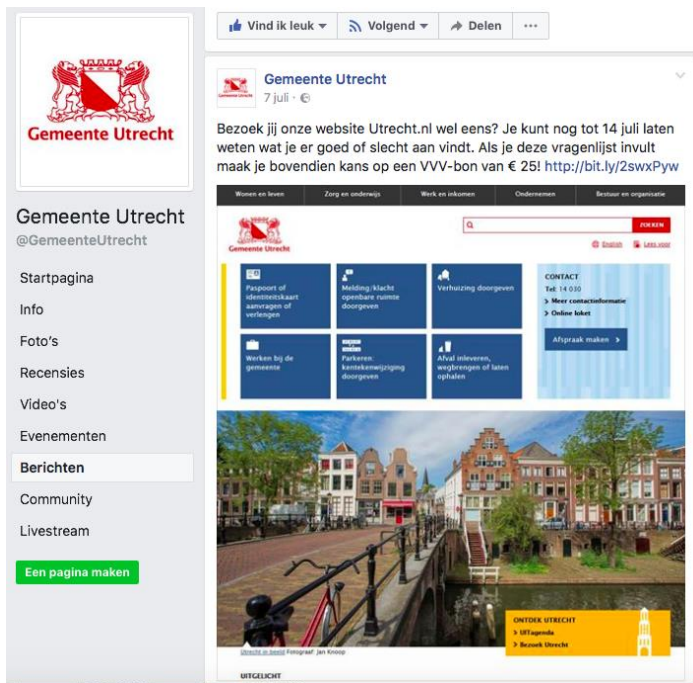 Vind ik leuk
Volgend
Delen
Gemeente Utrecht
Gemeente Utrecht
@GemeenteUtrecht
Startpagina
Info
Foto's
Recensies
Video's
Evenementen
Berichten
Community
Livestream
Een pagina maken
Gemeente Utrecht
Gemeente Utrecht
7 juli
Bezoek jij onze website Utrecht.nl wel eens? Je kunt nog tot 14 juli laten
weten wat je er goed of slecht aan vindt. Als je deze vragenlijst invult
maak je bovendien kans op een VVV-bon van € 25! http://bit.ly/2swxPyw
Wonen en leven Zorg en onderwijs Werk en inkomen Ondernemen Bestuur en organisatie
Gemeente Utrecht
ZOEKEN
English Lees voor
Paspoort of
identiteitskaart
aanvragen of
verlengen
Melding/klacht
openbare ruimte
doorgeven
Verhuizing doorgeven
Werken bij de
gemeente
Parkeren:
kentekenwijziging
doorgeven
Afval inleveren,
wegbrengen of laten
ophalen
CONTACT
Tel: 14 030
Meer contactinformatie
Online loket
Afspraak maken
ONTDEK UTRECHT
UITagenda
Bezoek Utrecht
Utrecht in beeld Fotograaf: Jan Knoop
UITGELICHT